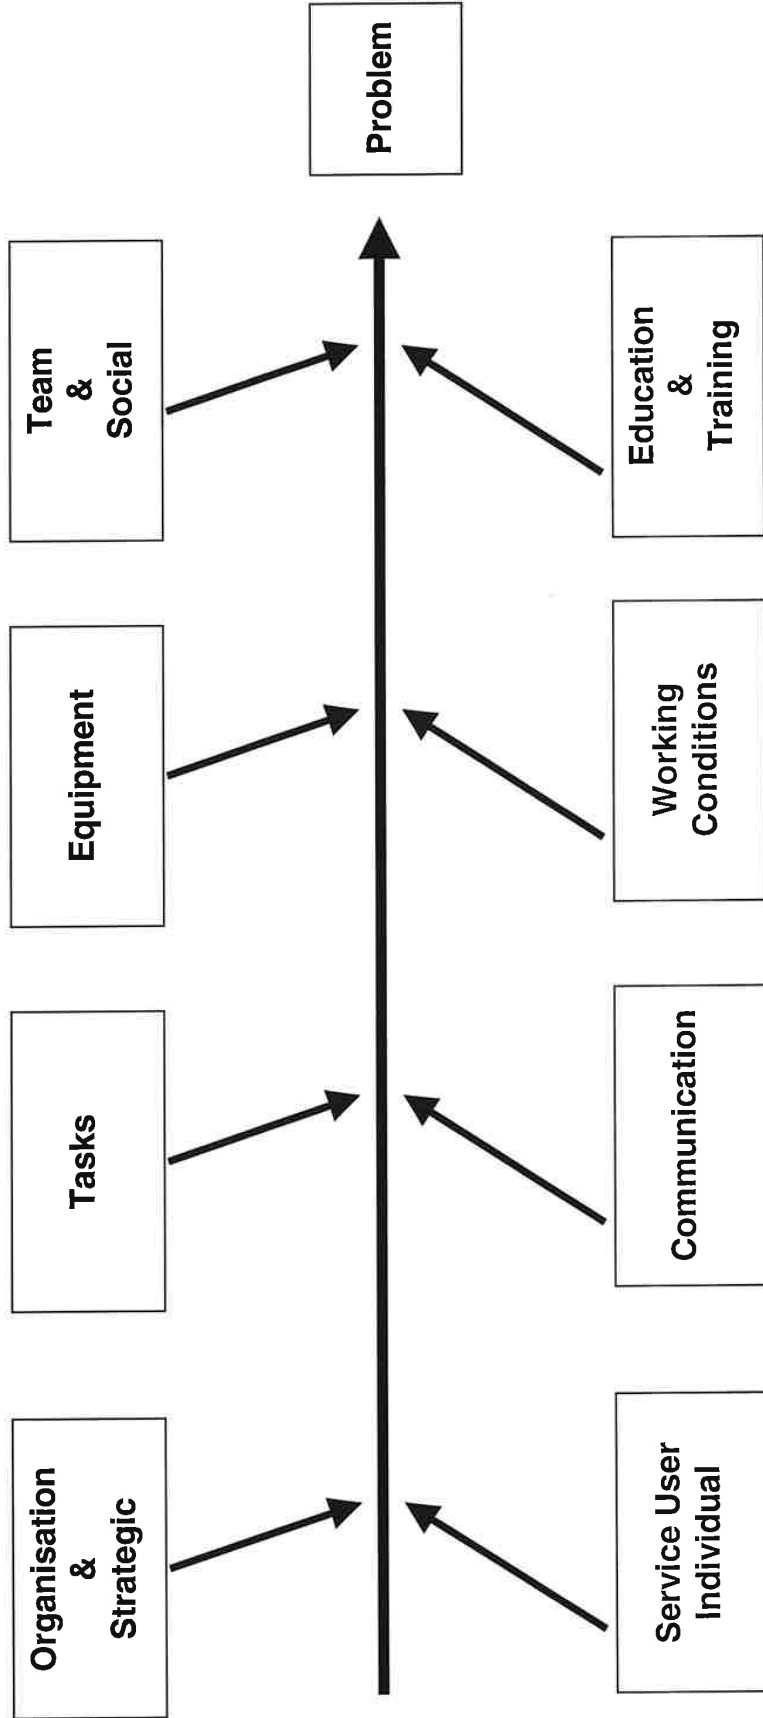 Organisation
&
Strategic
Tasks
Equipment
Team
&
Social
Problem
Service User
Individual
Communication
Working
Conditions
Education
&
Training